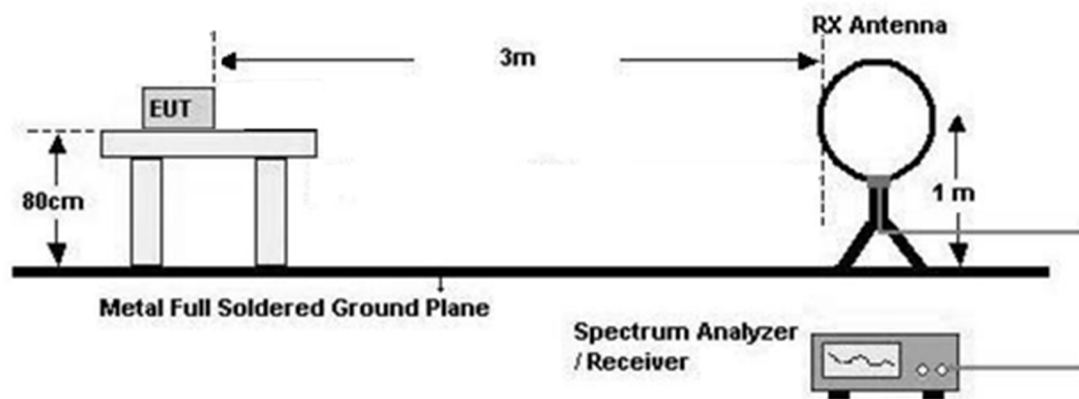 RX Antenna
3m
EUT
80cm
1 m
Metal Full Soldered Ground Plane
Spectrum Analyzer
/ Receiver